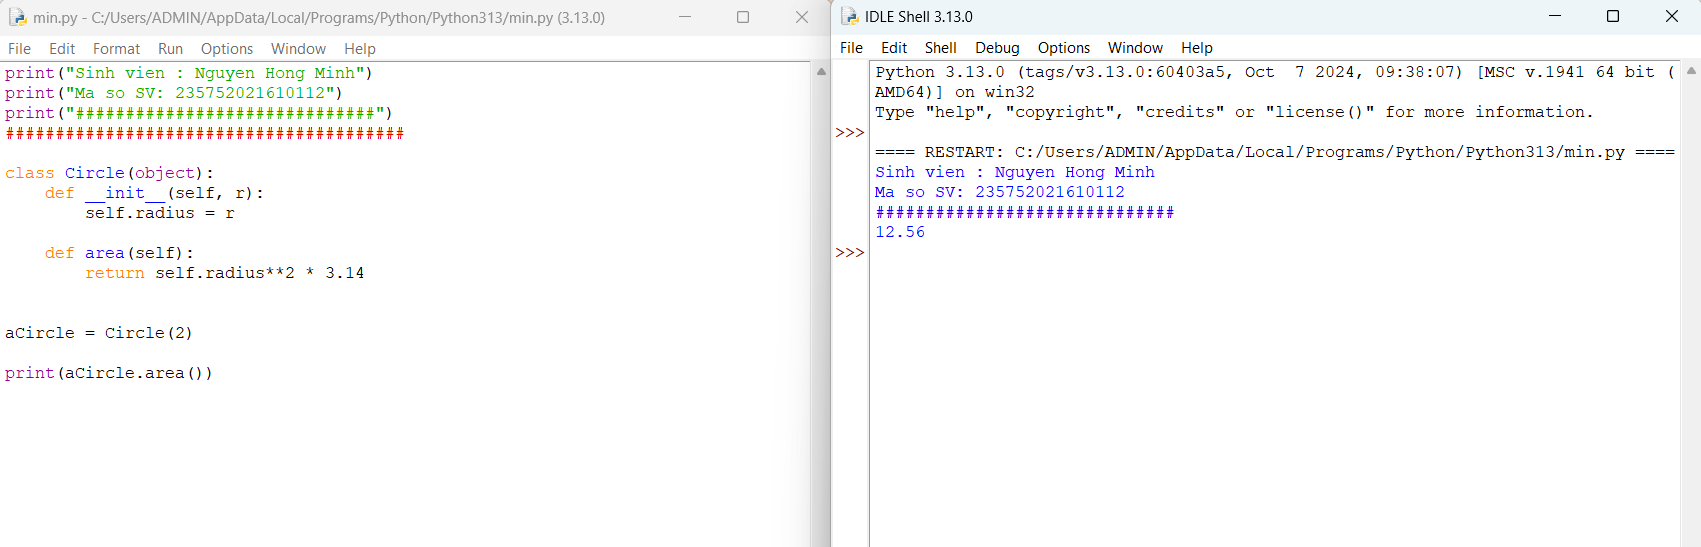 min.py - C:/Users/ADMIN/AppData/Local/Programs/Python/Python313/min.py (3.13.0)
File Edit Format Run Options Window Help
print("Sinh vien : Nguyen Hong Minh")
print("Ma so SV: 235752021610112")
print("##############################")
########################################
class Circle(object):
    def __init__(self, r):
        self.radius = r
    def area(self):
        return self.radius**2 * 3.14
aCircle = Circle(2)
print(aCircle.area())
IDLE Shell 3.13.0
File Edit Shell Debug Options Window Help
Python 3.13.0 (tags/v3.13.0:60403a5, Oct  7 2024, 09:38:07) [MSC v.1941 64 bit (
AMD64)] on win32
Type "help", "copyright", "credits" or "license()" for more information.
>>>
==== RESTART: C:/Users/ADMIN/AppData/Local/Programs/Python/Python313/min.py ====
Sinh vien : Nguyen Hong Minh
Ma so SV: 235752021610112
##############################
12.56
>>>